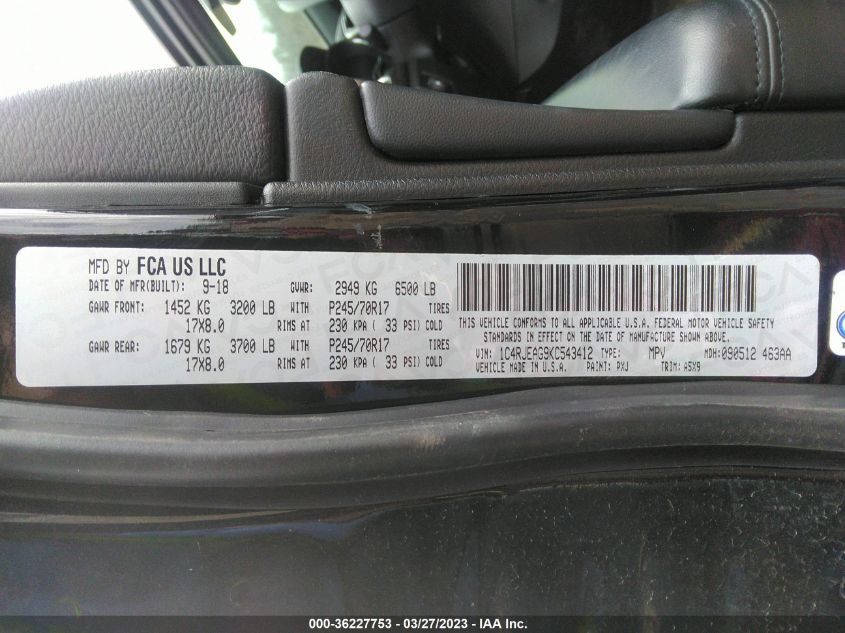 MFD BY FCA US LLC
DATE OF MFR(BUILT): 9-18 GVWR: 2949 KG 6500 LB
GAWR FRONT: 1452 KG 3200 LB WITH P245/70R17 TIRES
17X8.0 RIMS AT 230 KPA ( 33 PSI) COLD
GAWR REAR: 1679 KG 3700 LB WITH P245/70R17 TIRES
17X8.0 RIMS AT 230 KPA ( 33 PSI) COLD
THIS VEHICLE CONFORMS TO ALL APPLICABLE U.S.A. FEDERAL MOTOR VEHICLE SAFETY
STANDARDS IN EFFECT ON THE DATE OF MANUFACTURE SHOWN ABOVE
VIN: 1C4RJEAG9KC543412 TYPE: MPV MDH:090512 463AA
VEHICLE MADE IN U.S.A. PAINT: PXJ TRIM: A5X9
000-36227753 - 03/27/2023 - IAA Inc.